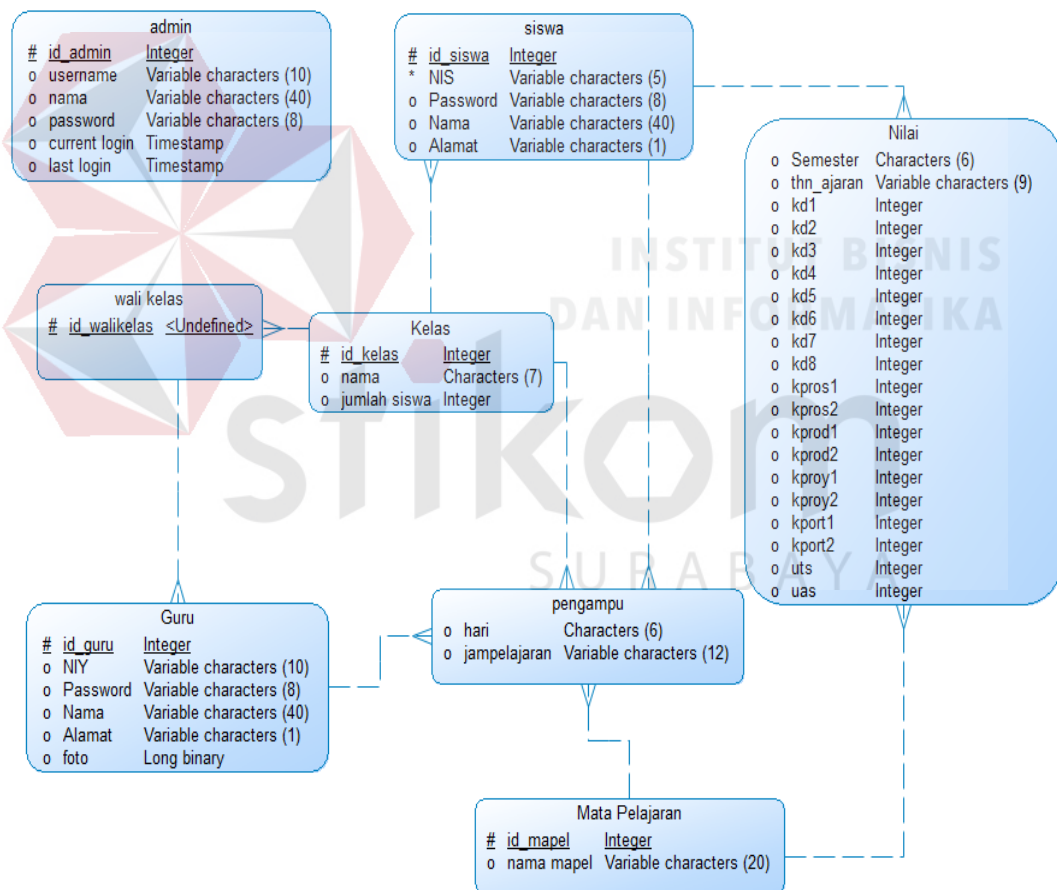 admin
# id_admin Integer
o username Variable characters (10)
o nama Variable characters (40)
o password Variable characters (8)
o current login Timestamp
o last login Timestamp
siswa
# id_siswa Integer
* NIS Variable characters (5)
o Password Variable characters (8)
o Nama Variable characters (40)
o Alamat Variable characters (1)
Nilai
o Semester Characters (6)
o thn_ajaran Variable characters (9)
o kd1 Integer
o kd2 Integer
o kd3 Integer
o kd4 Integer
o kd5 Integer
o kd6 Integer
o kd7 Integer
o kd8 Integer
o kpros1 Integer
o kpros2 Integer
o kprod1 Integer
o kprod2 Integer
o kproy1 Integer
o kproy2 Integer
o kport1 Integer
o kport2 Integer
o uts Integer
o uas Integer
wali kelas
# id_walikelas <Undefined>
Kelas
# id_kelas Integer
o nama Characters (7)
o jumlah siswa Integer
Guru
# id_guru Integer
o NIY Variable characters (10)
o Password Variable characters (8)
o Nama Variable characters (40)
o Alamat Variable characters (1)
o foto Long binary
pengampu
o hari Characters (6)
o jampelajaran Variable characters (12)
Mata Pelajaran
# id_mapel Integer
o nama mapel Variable characters (20)
INSTITUT BISNIS
DAN INFORMATIKA
stikom
SURABAYA